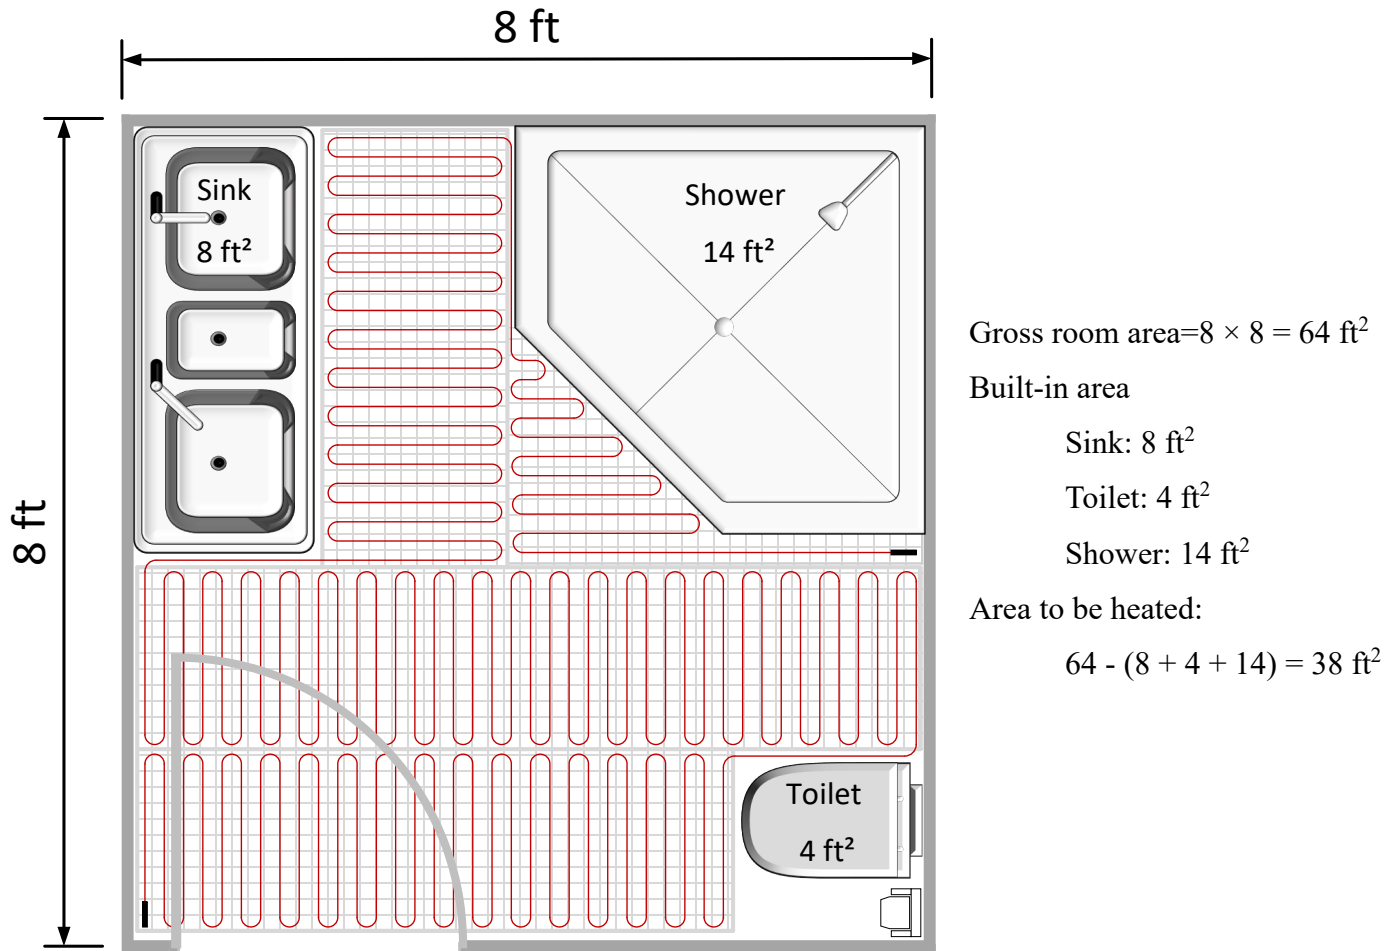 8 ft
8 ft
Sink
8 ft²
Shower
14 ft²
Toilet
4 ft²
Gross room area=8 × 8 = 64 ft²
Built-in area
Sink: 8 ft²
Toilet: 4 ft²
Shower: 14 ft²
Area to be heated:
64 - (8 + 4 + 14) = 38 ft²